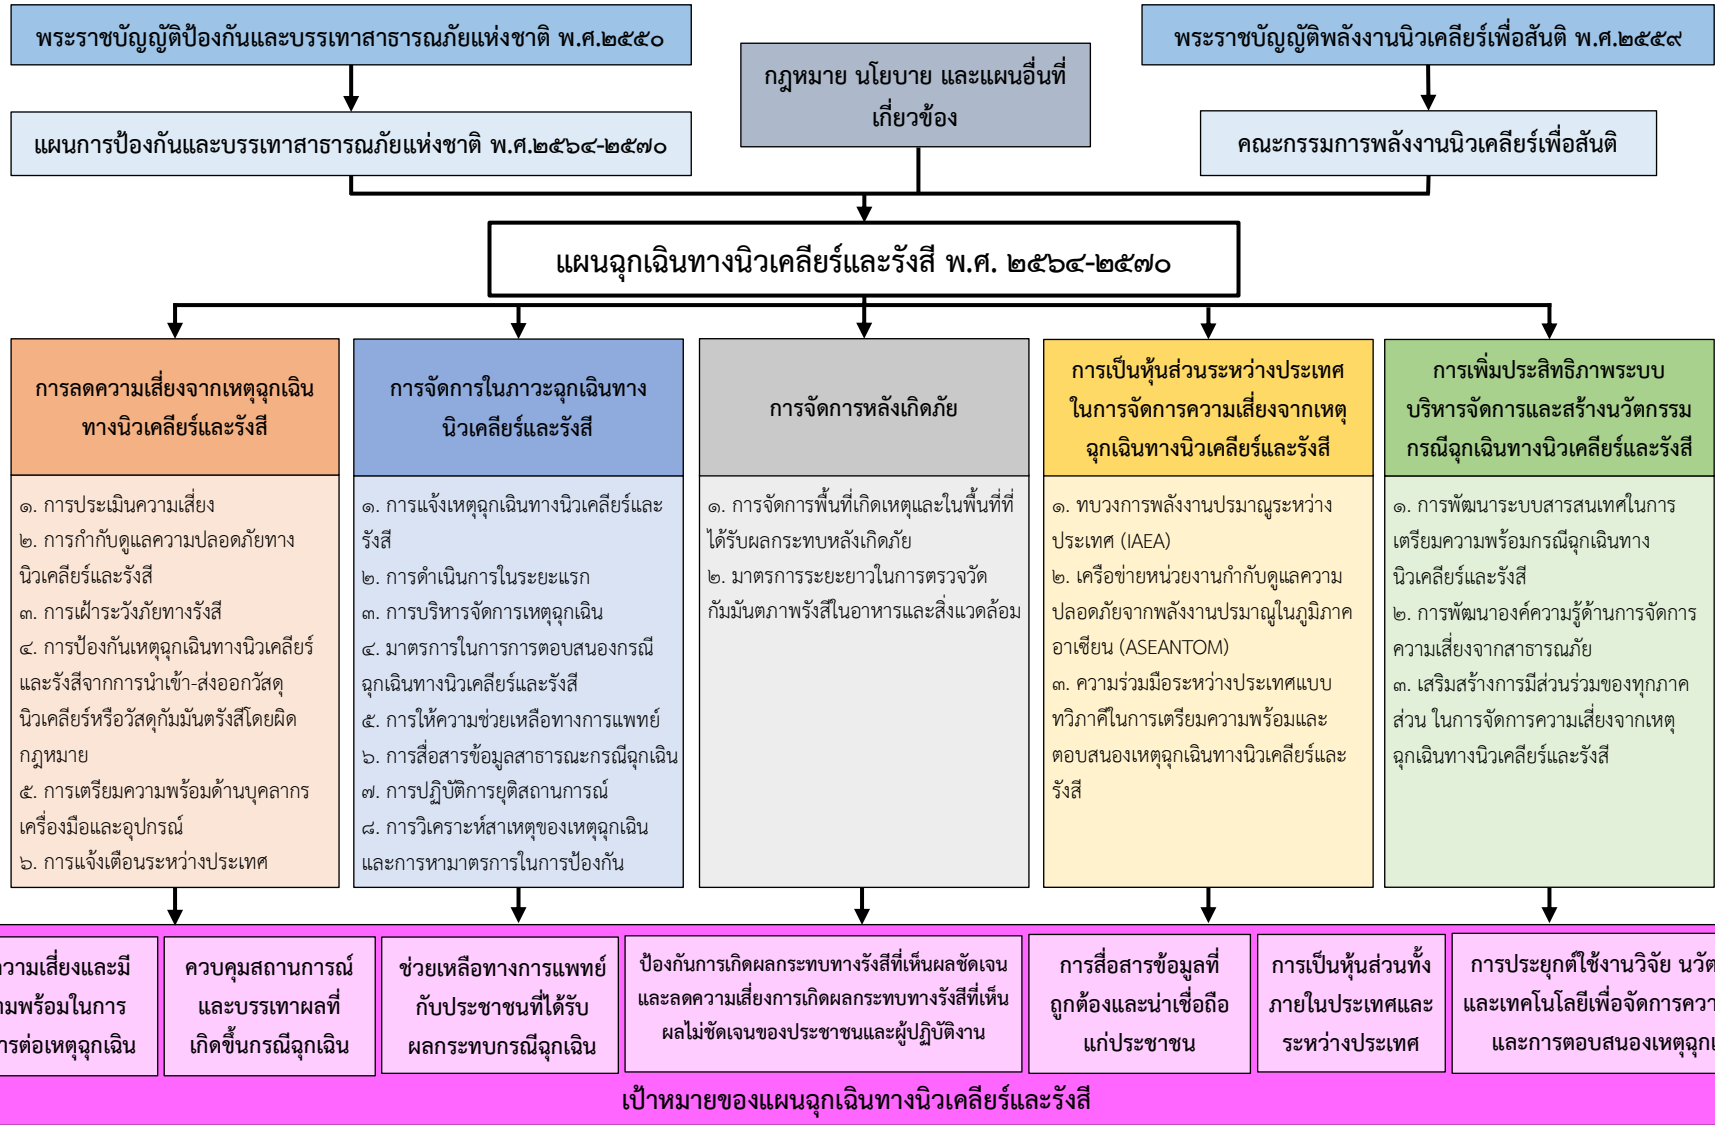 พระราชบัญญัติป้องกันและบรรเทาสาธารณภัยแห่งชาติ พ.ศ.๒๕๕๐
พระราชบัญญัติพลังงานนิวเคลียร์เพื่อสันติ พ.ศ.๒๕๕๙
กฎหมาย นโยบาย และแผนอื่นที่
เกี่ยวข้อง
แผนการป้องกันและบรรเทาสาธารณภัยแห่งชาติ พ.ศ.๒๕๖๔-๒๕๗๐
คณะกรรมการพลังงานนิวเคลียร์เพื่อสันติ
แผนฉุกเฉินทางนิวเคลียร์และรังสี พ.ศ. ๒๕๖๔-๒๕๗๐
การลดความเสี่ยงจากเหตุฉุกเฉิน
ทางนิวเคลียร์และรังสี
๑. การประเมินความเสี่ยง
๒. การกำกับดูแลความปลอดภัยทาง
นิวเคลียร์และรังสี
๓. การเฝ้าระวังภัยทางรังสี
๔. การป้องกันเหตุฉุกเฉินทางนิวเคลียร์
และรังสีจากการนำเข้า-ส่งออกวัสดุ
นิวเคลียร์หรือวัสดุกัมมันตรังสีโดยผิด
กฎหมาย
๕. การเตรียมความพร้อมด้านบุคลากร
เครื่องมือและอุปกรณ์
๖. การแจ้งเตือนระหว่างประเทศ
การจัดการในภาวะฉุกเฉินทาง
นิวเคลียร์และรังสี
๑. การแจ้งเหตุฉุกเฉินทางนิวเคลียร์และ
รังสี
๒. การดำเนินการในระยะแรก
๓. การบริหารจัดการเหตุฉุกเฉิน
๔. มาตรการในการการตอบสนองกรณี
ฉุกเฉินทางนิวเคลียร์และรังสี
๕. การให้ความช่วยเหลือทางการแพทย์
๖. การสื่อสารข้อมูลสาธารณะกรณีฉุกเฉิน
๗. การปฏิบัติการยุติสถานการณ์
๘. การวิเคราะห์สาเหตุของเหตุฉุกเฉิน
และการหามาตรการในการป้องกัน
การจัดการหลังเกิดภัย
๑. การจัดการพื้นที่เกิดเหตุและในพื้นที่ที่
ได้รับผลกระทบหลังเกิดภัย
๒. มาตรการระยะยาวในการตรวจวัด
กัมมันตภาพรังสีในอาหารและสิ่งแวดล้อม
การเป็นหุ้นส่วนระหว่างประเทศ
ในการจัดการความเสี่ยงจากเหตุ
ฉุกเฉินทางนิวเคลียร์และรังสี
๑. ทบวงการพลังงานปรมาณูระหว่าง
ประเทศ (IAEA)
๒. เครือข่ายหน่วยงานกำกับดูแลความ
ปลอดภัยจากพลังงานปรมาณูในภูมิภาค
อาเซียน (ASEANTOM)
๓. ความร่วมมือระหว่างประเทศแบบ
ทวิภาคีในการเตรียมความพร้อมและ
ตอบสนองเหตุฉุกเฉินทางนิวเคลียร์และ
รังสี
การเพิ่มประสิทธิภาพระบบ
บริหารจัดการและสร้างนวัตกรรม
กรณีฉุกเฉินทางนิวเคลียร์และรังสี
๑. การพัฒนาระบบสารสนเทศในการ
เตรียมความพร้อมกรณีฉุกเฉินทาง
นิวเคลียร์และรังสี
๒. การพัฒนาองค์ความรู้ด้านการจัดการ
ความเสี่ยงจากสาธารณภัย
๓. เสริมสร้างการมีส่วนร่วมของทุกภาค
ส่วน ในการจัดการความเสี่ยงจากเหตุ
ฉุกเฉินทางนิวเคลียร์และรังสี
ความเสี่ยงและมี
มพร้อมในการ
รต่อเหตุฉุกเฉิน
ควบคุมสถานการณ์
และบรรเทาผลที่
เกิดขึ้นกรณีฉุกเฉิน
ช่วยเหลือทางการแพทย์
กับประชาชนที่ได้รับ
ผลกระทบกรณีฉุกเฉิน
ป้องกันการเกิดผลกระทบทางรังสีที่เห็นผลชัดเจน
และลดความเสี่ยงการเกิดผลกระทบทางรังสีที่เห็น
ผลไม่ชัดเจนของประชาชนและผู้ปฏิบัติงาน
การสื่อสารข้อมูลที่
ถูกต้องและน่าเชื่อถือ
แก่ประชาชน
การเป็นหุ้นส่วนทั้ง
ภายในประเทศและ
ระหว่างประเทศ
การประยุกต์ใช้งานวิจัย นวัต
และเทคโนโลยีเพื่อจัดการควา
และการตอบสนองเหตุฉุก
เป้าหมายของแผนฉุกเฉินทางนิวเคลียร์และรังสี